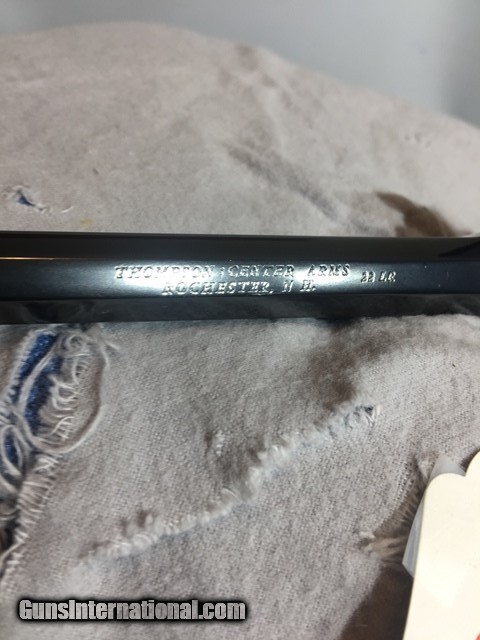 THOMPSON CENTER ARMS 22 LR
ROCHESTER, N H.
GunsInternational.com